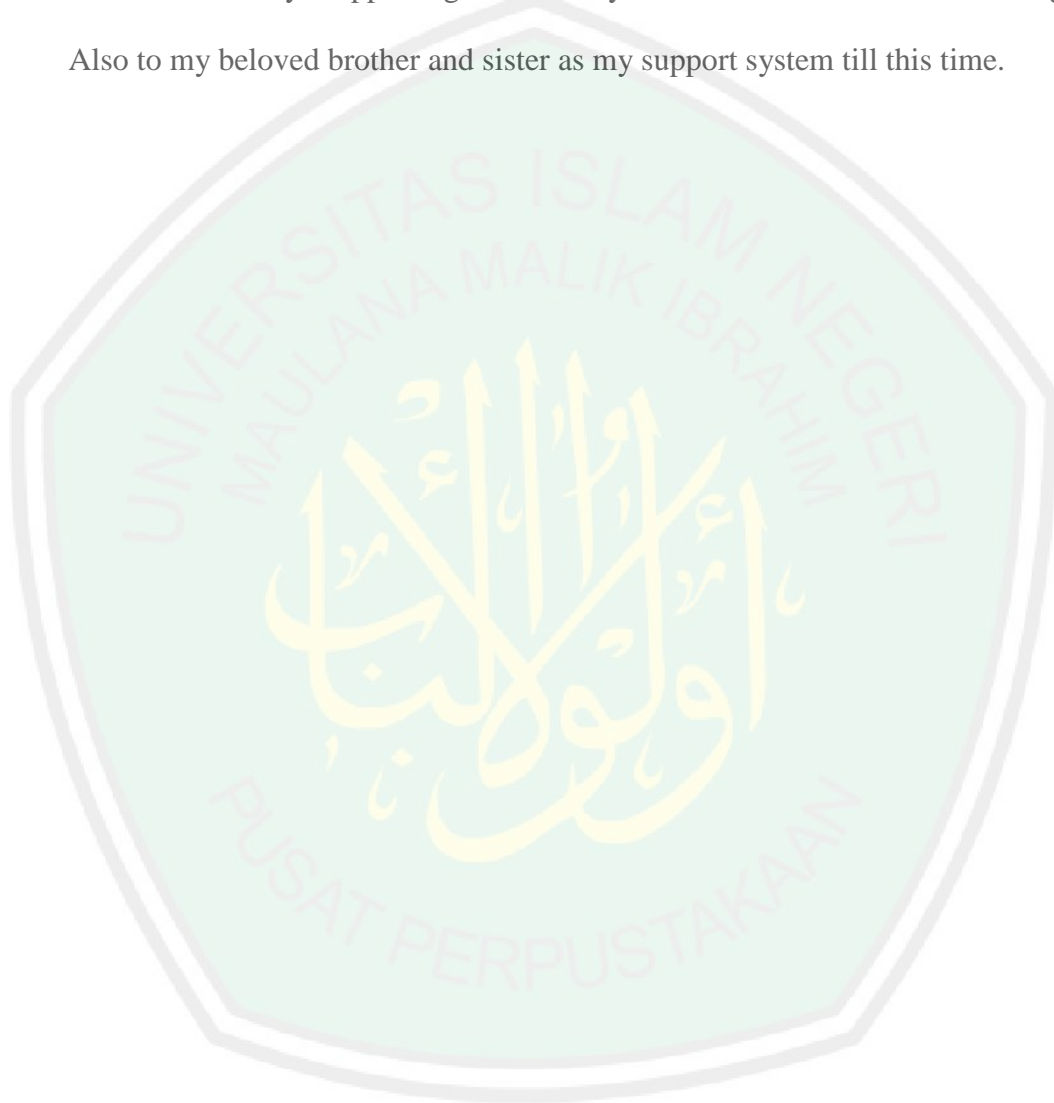 Also to my beloved brother and sister as my support system till this time.
UNIVERSITAS ISLAM NEGERI
MAULANA MALIK IBRAHIM
أولوا الألباب
PUSAT PERPUSTAKAAN